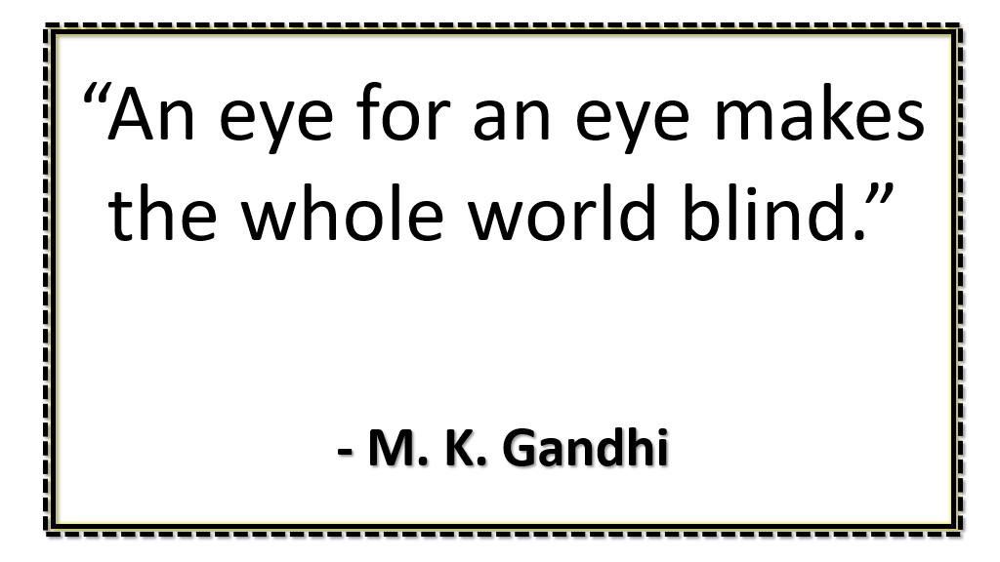 “An eye for an eye makes
the whole world blind.”
- M. K. Gandhi